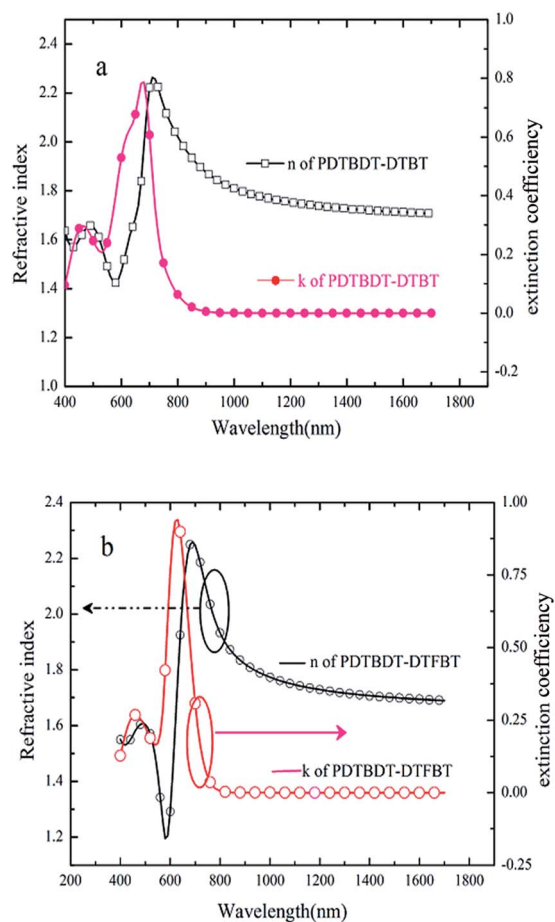 a
2.4
2.2
2.0
1.8
1.6
1.4
1.2
1.0
Refractive index
1.0
0.8
0.6
0.4
0.2
0.0
-0.2
extinction coefficiency
n of PDTBDT-DTBT
k of PDTBDT-DTBT
400 600 800 1000 1200 1400 1600 1800
Wavelength(nm)
b
2.4
2.2
2.0
1.8
1.6
1.4
1.2
Refractive index
1.00
0.75
0.50
0.25
0.00
-0.25
extinction coefficiency
n of PDTBDT-DTFBT
k of PDTBDT-DTFBT
200 400 600 800 1000 1200 1400 1600 1800
Wavelength(nm)